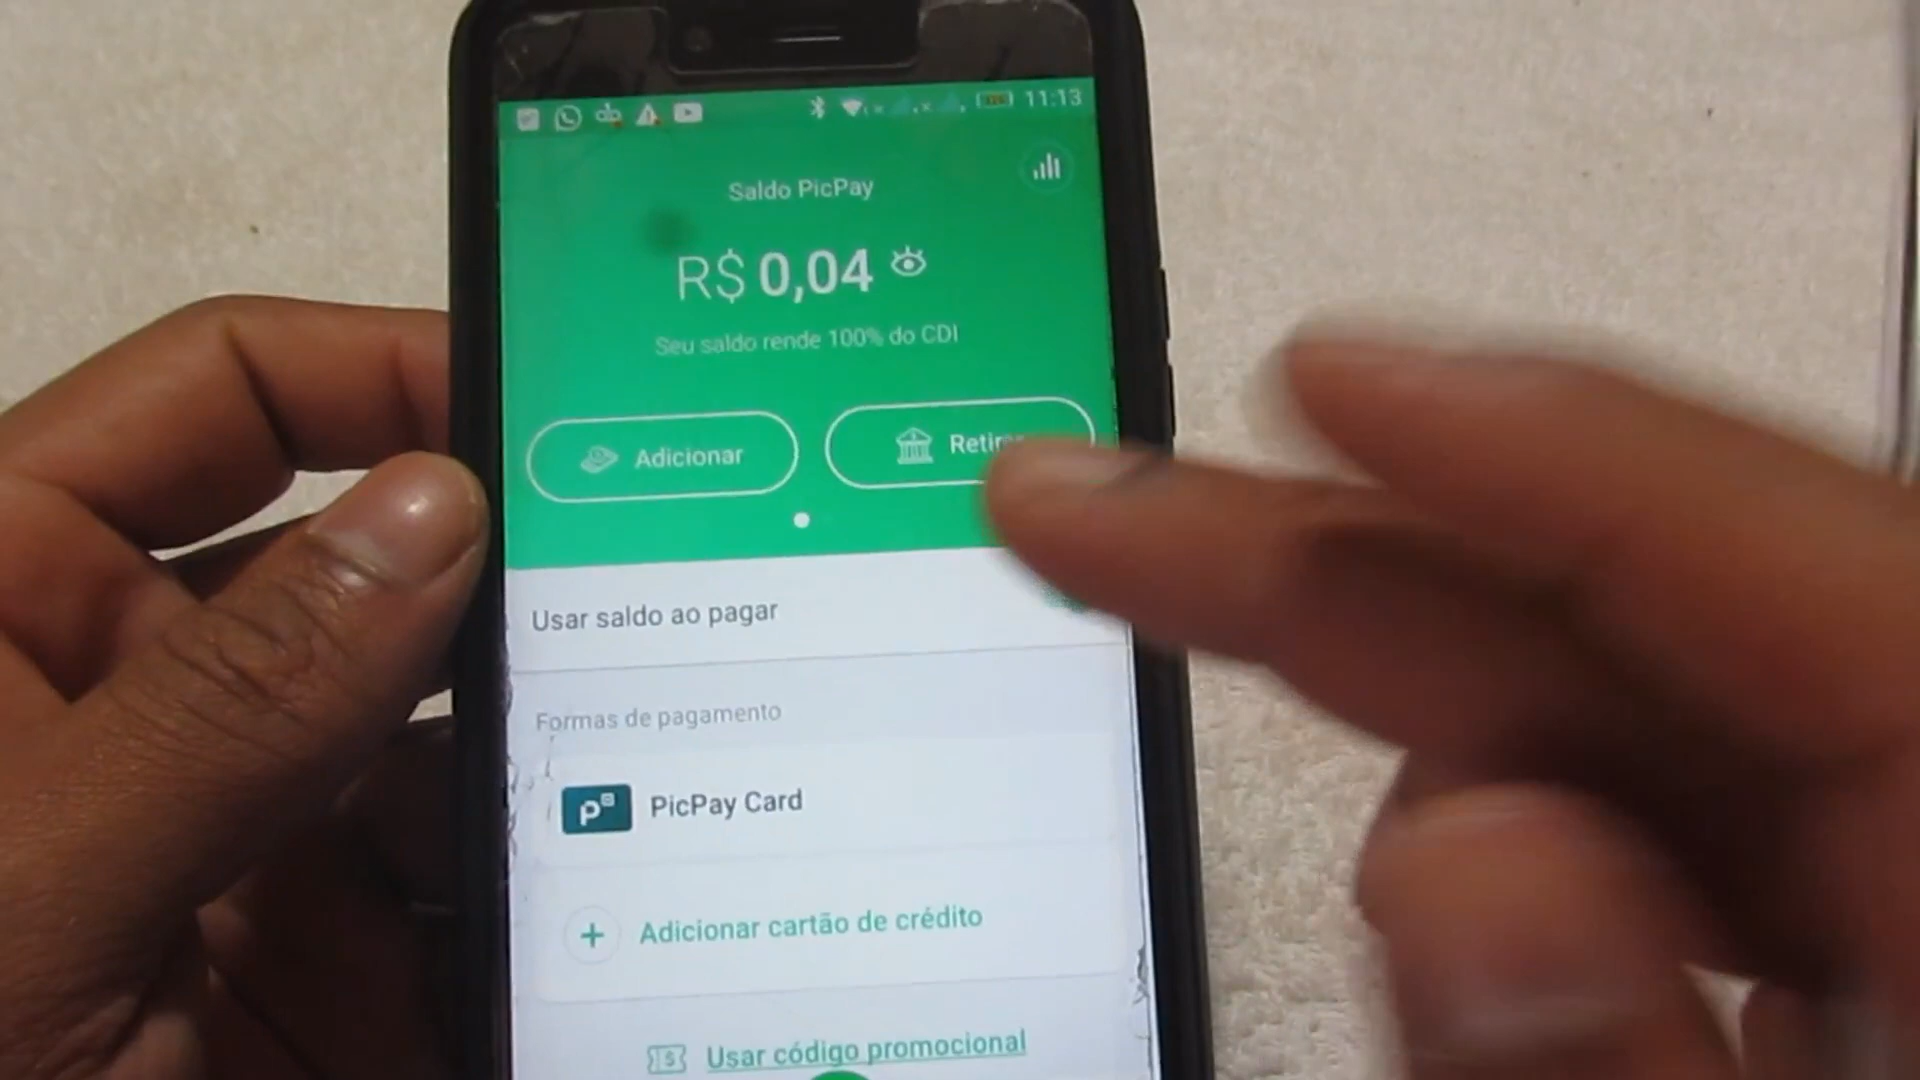 11:13
Saldo PicPay
R$ 0,04
Seu saldo rende 100% do CDI
Adicionar
Usar saldo ao pagar
Formas de pagamento
PicPay Card
Adicionar cartão de crédito
Usar código promocional